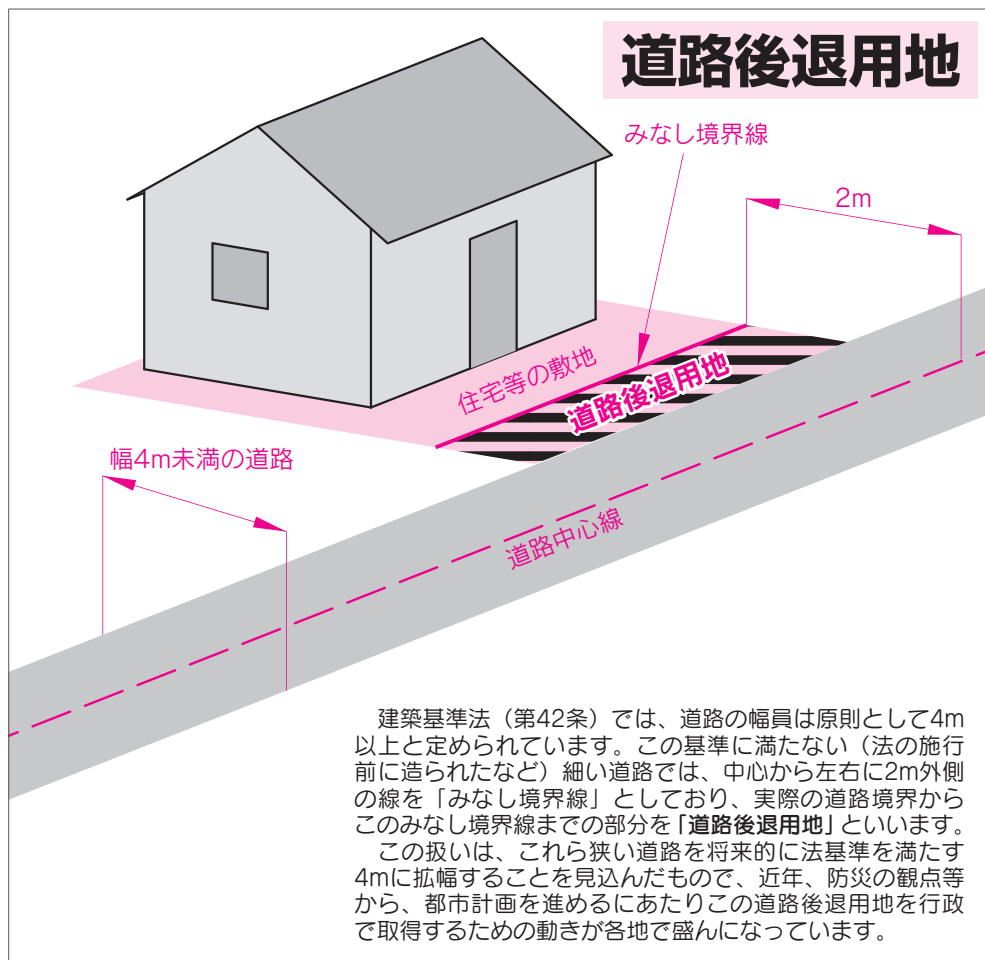 道路後退用地
みなし境界線
2m
住宅等の敷地
道路後退用地
幅4m未満の道路
道路中心線
　建築基準法（第42条）では、道路の幅員は原則として4m
以上と定められています。この基準に満たない（法の施行
前に造られたなど）細い道路では、中心から左右に2m外側
の線を「みなし境界線」としており、実際の道路境界から
このみなし境界線までの部分を「道路後退用地」といいます。
　この扱いは、これら狭い道路を将来的に法基準を満たす
4mに拡幅することを見込んだもので、近年、防災の観点等
から、都市計画を進めるにあたりこの道路後退用地を行政
で取得するための動きが各地で盛んになっています。